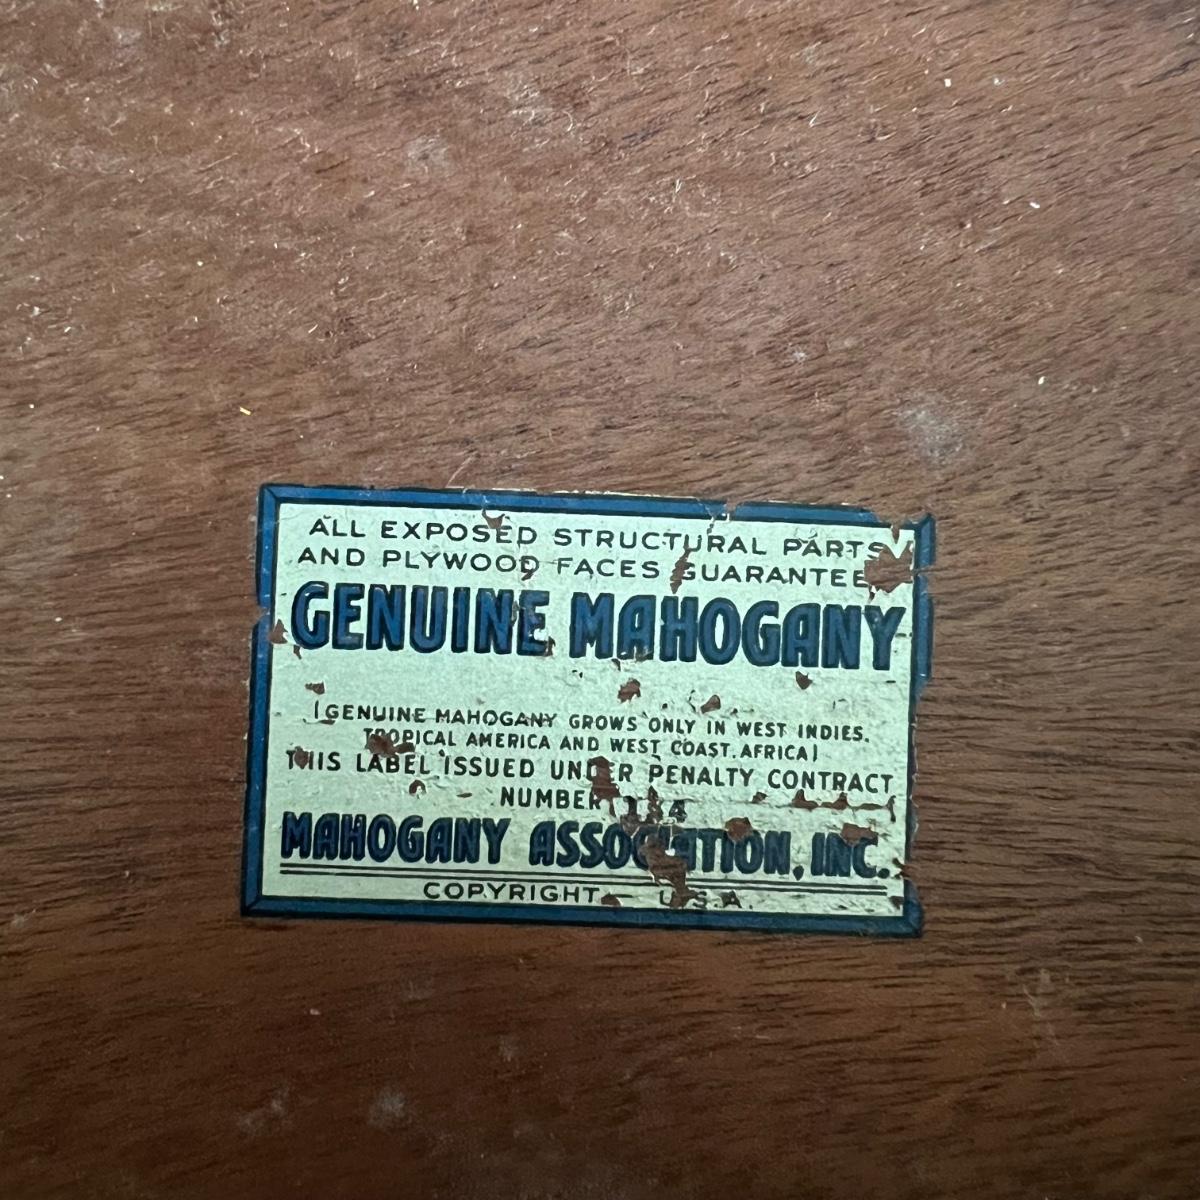 ALL EXPOSED STRUCTURAL PARTS
AND PLYWOOD FACES GUARANTEE
GENUINE MAHOGANY
(GENUINE MAHOGANY GROWS ONLY IN WEST INDIES,
TROPICAL AMERICA AND WEST COAST, AFRICA)
THIS LABEL ISSUED UNDER PENALTY CONTRACT
NUMBER
MAHOGANY ASSOCIATION, INC.
COPYRIGHT — U.S.A.